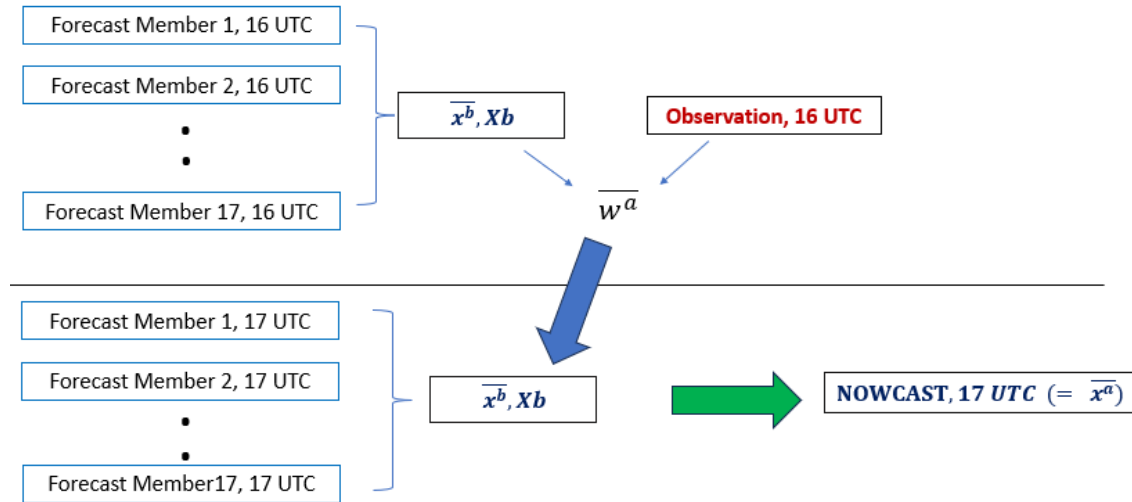 Forecast Member 1, 16 UTC
Forecast Member 2, 16 UTC
Forecast Member 17, 16 UTC
x̅ᵇ, Xb
Observation, 16 UTC
w̅ᵃ
Forecast Member 1, 17 UTC
Forecast Member 2, 17 UTC
Forecast Member17, 17 UTC
x̅ᵇ, Xb
NOWCAST, 17 UTC (= x̅ᵃ)